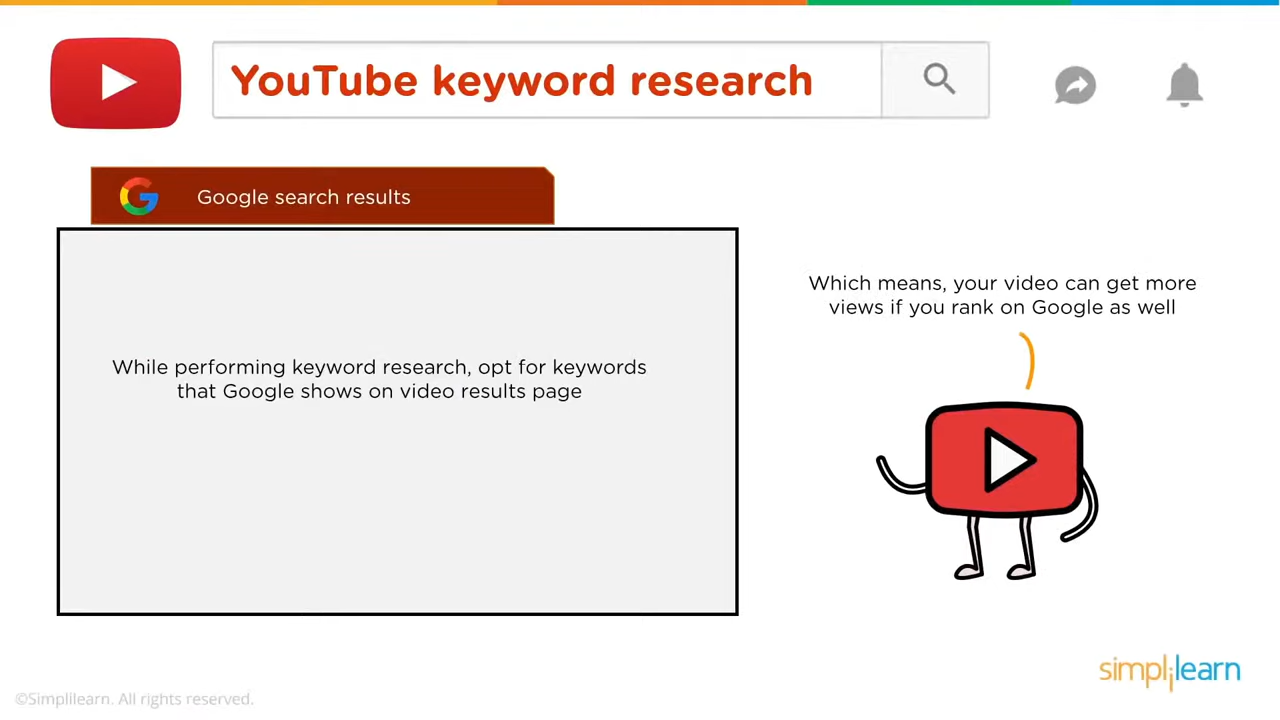 YouTube keyword research
Google search results
While performing keyword research, opt for keywords
that Google shows on video results page
Which means, your video can get more
views if you rank on Google as well
simplilearn
©Simplilearn. All rights reserved.